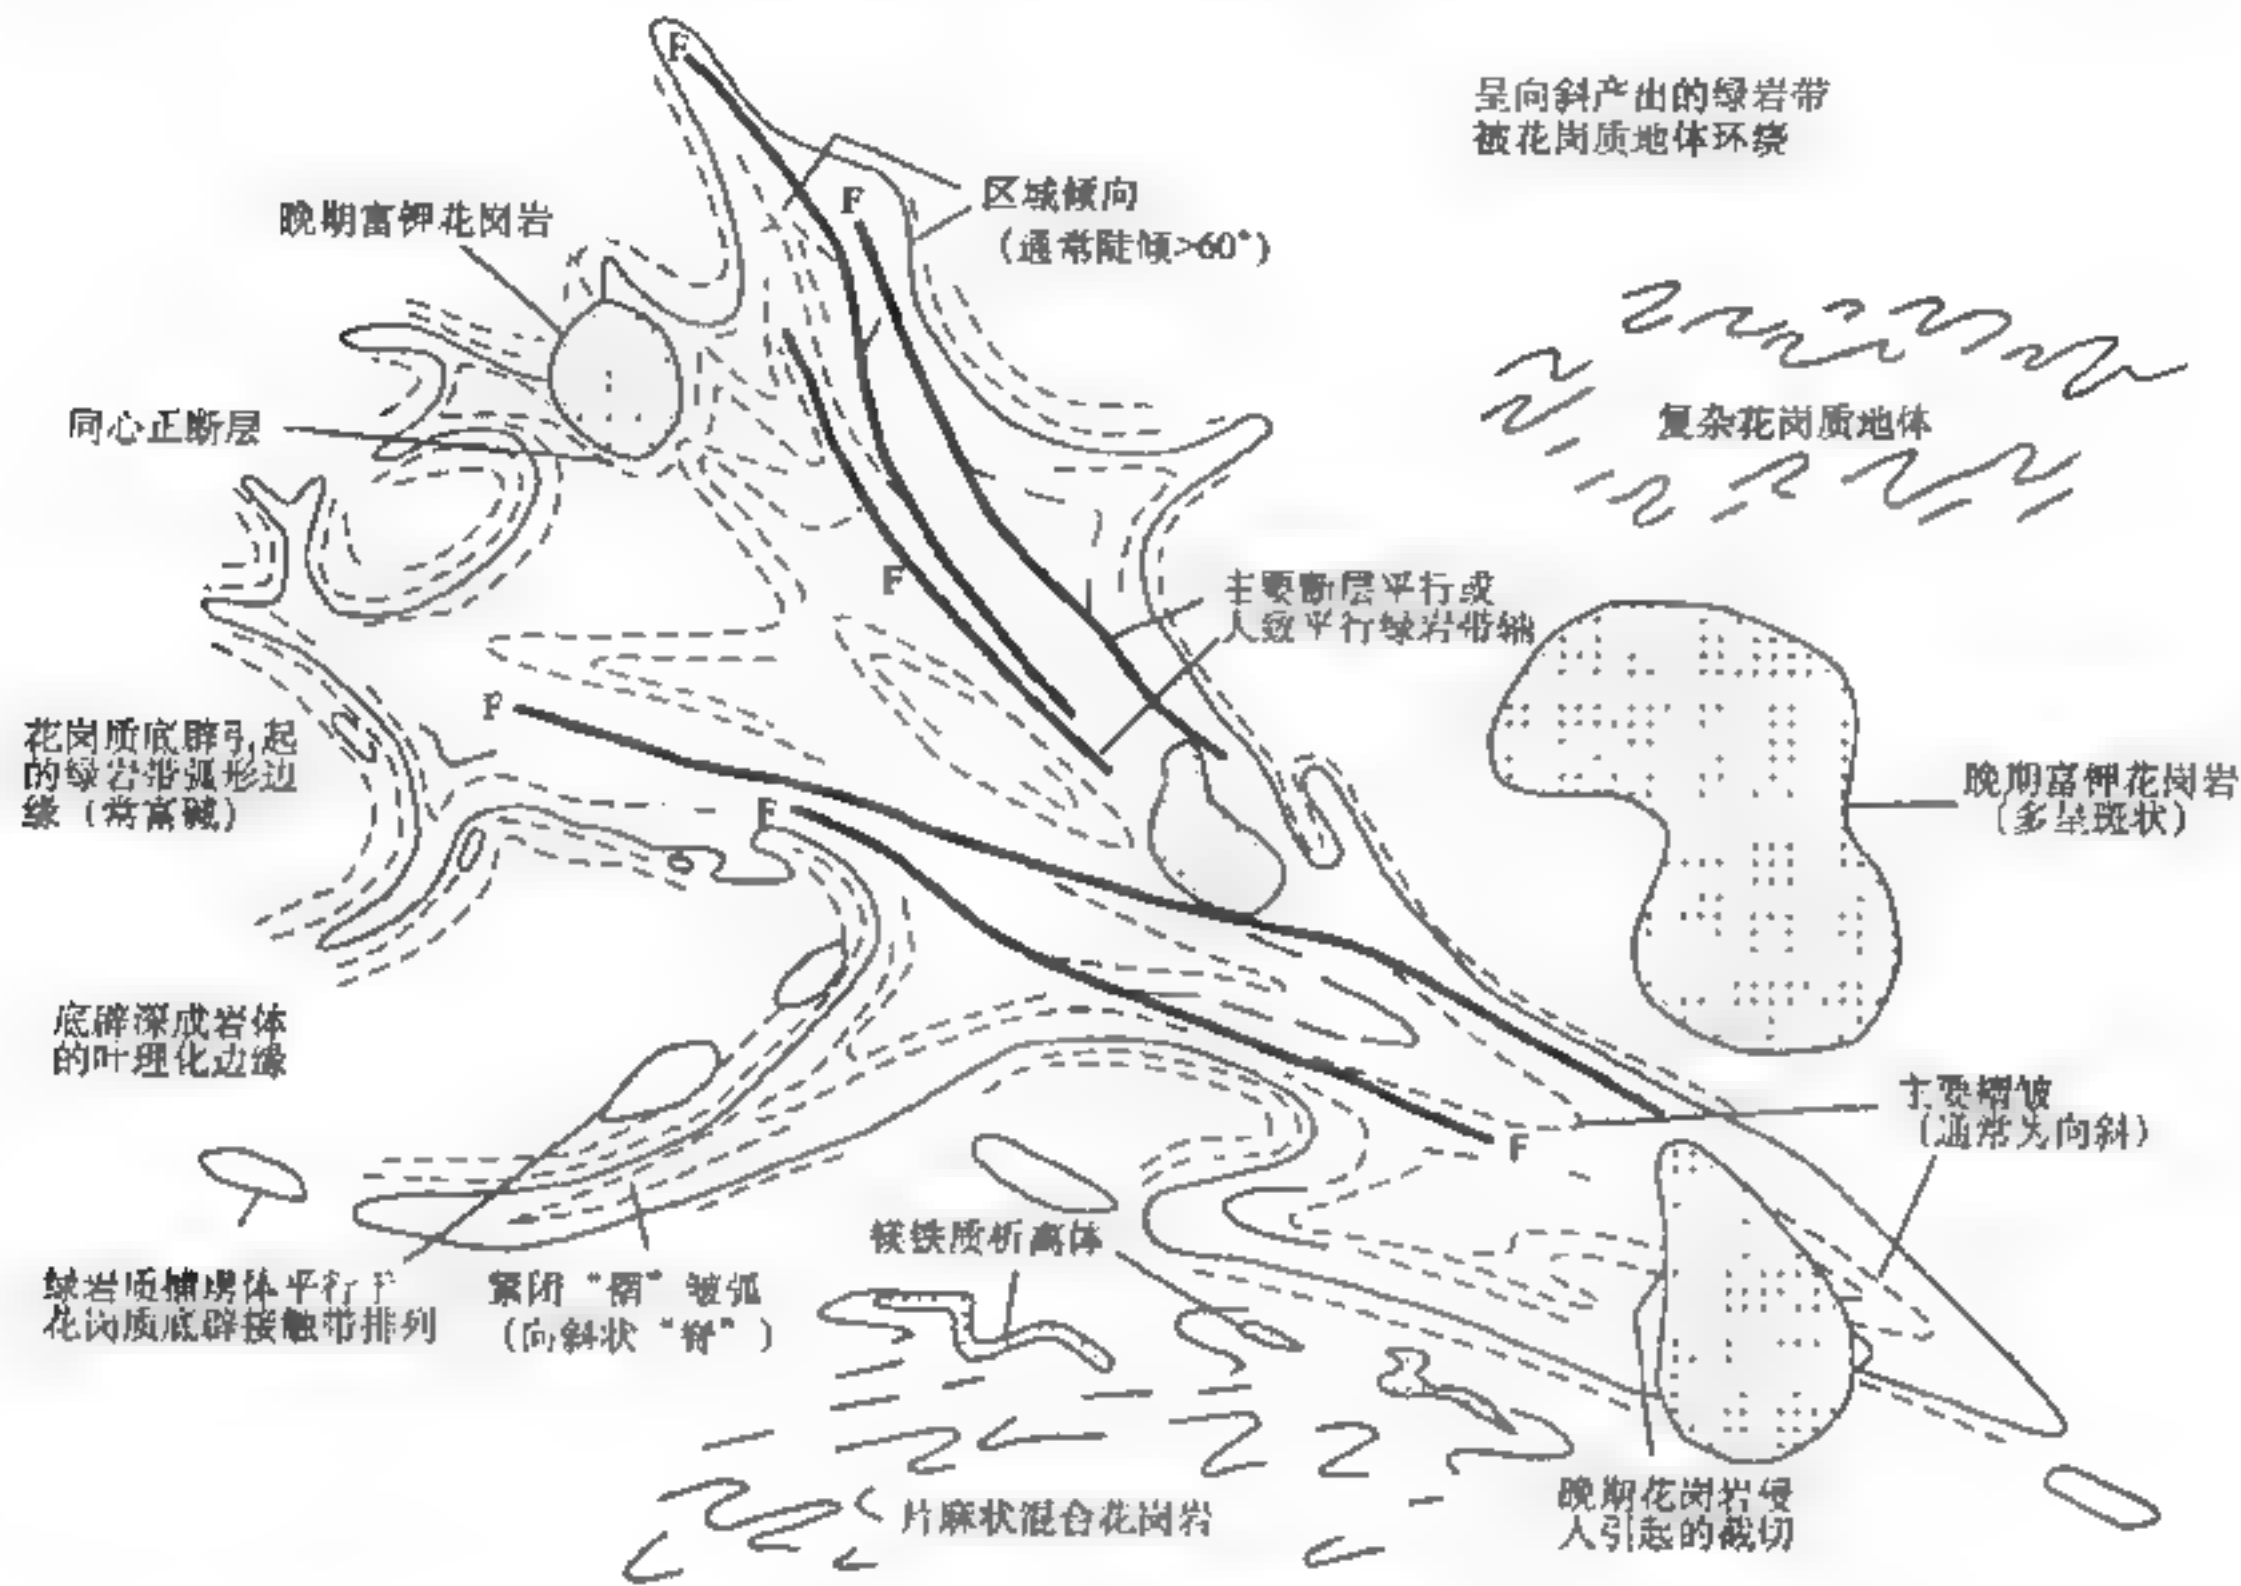 呈向斜产出的绿岩带
被花岗质地体环绕
F
区域倾向
(通常陡倾>60°)
F
晚期富钾花岗岩
同心正断层
复杂花岗质地体
F
主要断层平行或
大致平行绿岩带轴
F
花岗质底辟引起
的绿岩带弧形边
缘(常富碱)
F
晚期富钾花岗岩
(多呈斑状)
底辟深成岩体
的叶理化边缘
主要褶皱
(通常为向斜)
F
镁铁质析离体
绿岩质捕虏体平行于
花岗质底辟接触带排列
紧闭“褶”皱弧
(向斜状“脊”)
片麻状混合花岗岩
晚期花岗岩侵
入引起的截切